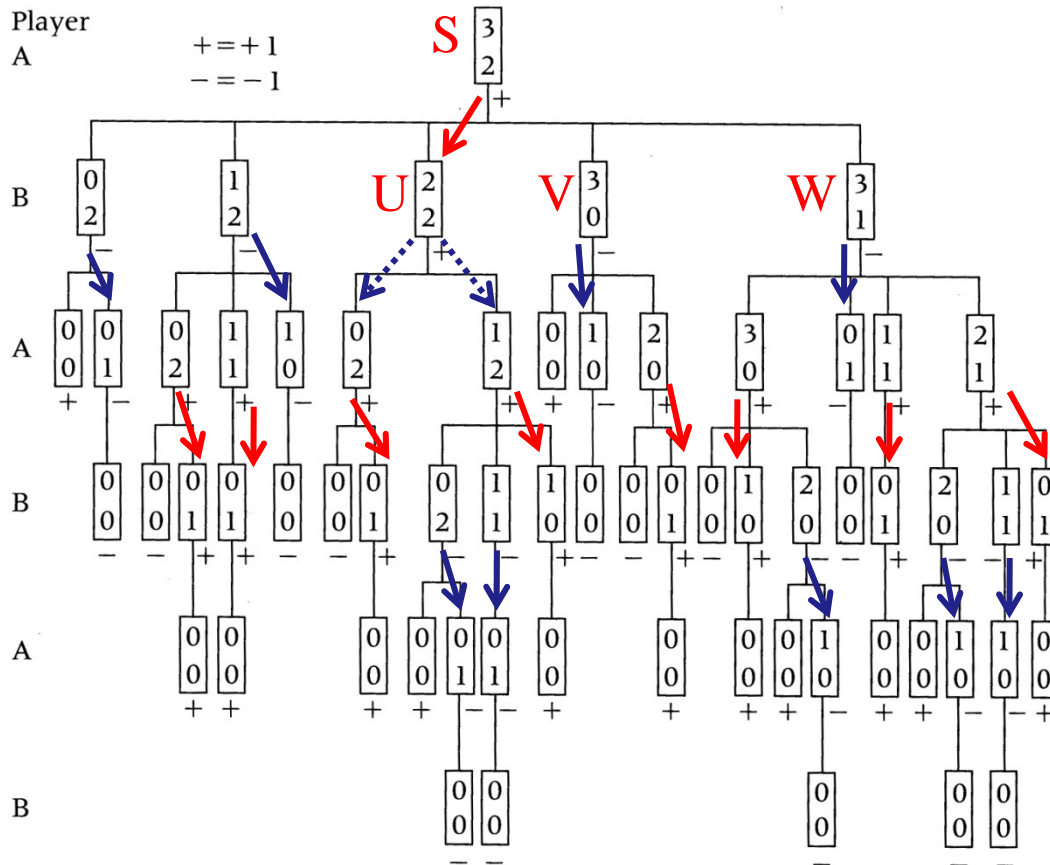 Player
A
+ = + 1
− = − 1
S
3
2
+
B
0 1 U 2 V 3 W 3
2 2 2 0 1
− − + − −
A
0 0 0 1 1 0 1 0 1 2 3 0 1 2
0 1 2 1 0 2 2 0 0 0 0 1 1 1
+ − + + − + + + − + + − + +
B
0 0 0 0 0 0 0 0 1 1 0 0 0 0 1 2 0 0 2 1 0
0 0 1 1 0 0 1 2 1 0 0 0 1 0 0 0 0 1 0 1 1
− − + + − − + − − + − − + − + − − + − − +
A
0 0 0 0 0 0 0 0 0 0 1 0 0 1 1 0
0 0 0 0 1 1 0 0 0 0 0 0 0 0 0 0
+ + + + − − + + + + − + + − − +
B
0 0 0 0 0
0 0 0 0 0
− − − − −